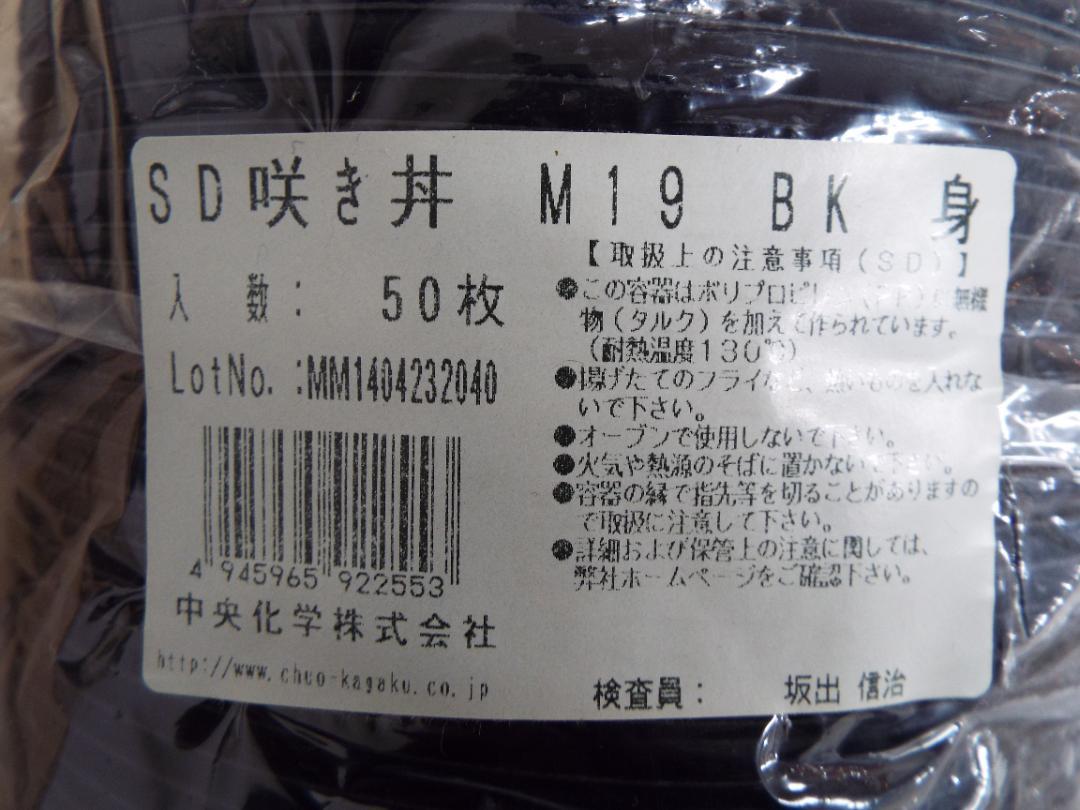 SD咲き丼 M19 BK 身
入 数： 50枚
LotNo.:MM1404232040
4 945965 922553
中央化学株式会社
http://www.chuo-kagaku.co.jp
【取扱上の注意事項(SD)】
●この容器はポリプロピレン(PP)に無機
物(タルク)を加えて作られています。
(耐熱温度130℃)
●揚げたてのフライなど、熱いものを入れな
いで下さい。
●オーブンで使用しないで下さい。
●火気や熱源のそばに置かないで下さい。
●容器の縁で指先等を切ることがありますの
で取扱に注意して下さい。
●詳細および保管上の注意に関しては、
弊社ホームページをご確認下さい。
検査員： 坂出 信治